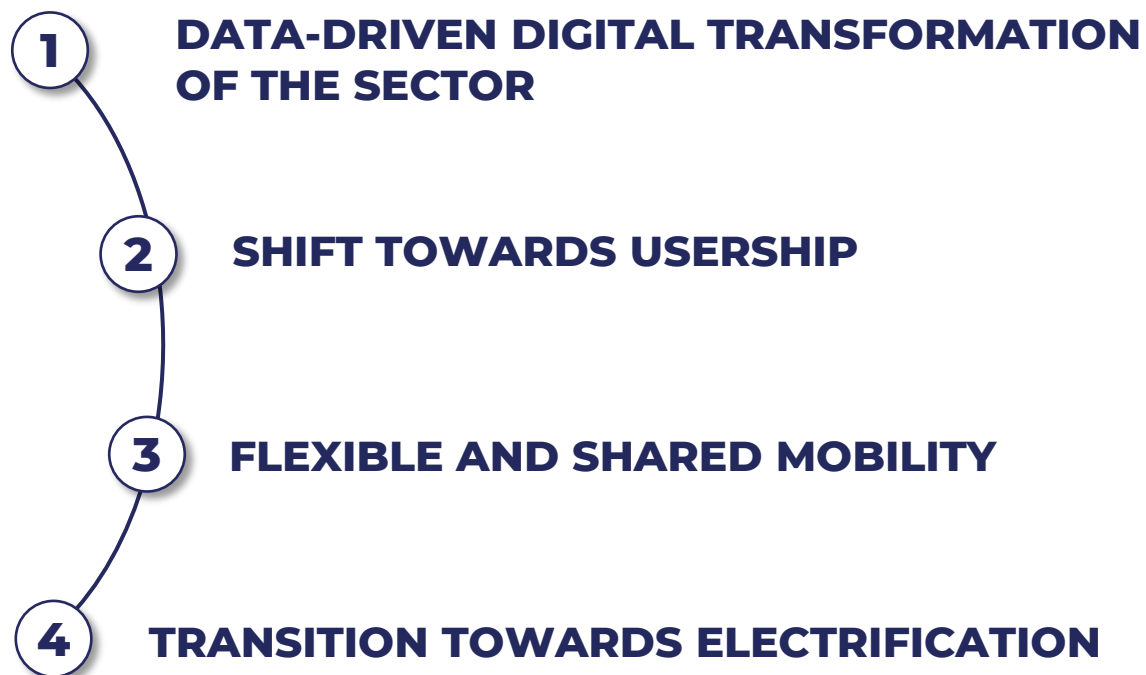 1
DATA-DRIVEN DIGITAL TRANSFORMATION
OF THE SECTOR
2
SHIFT TOWARDS USERSHIP
3
FLEXIBLE AND SHARED MOBILITY
4
TRANSITION TOWARDS ELECTRIFICATION